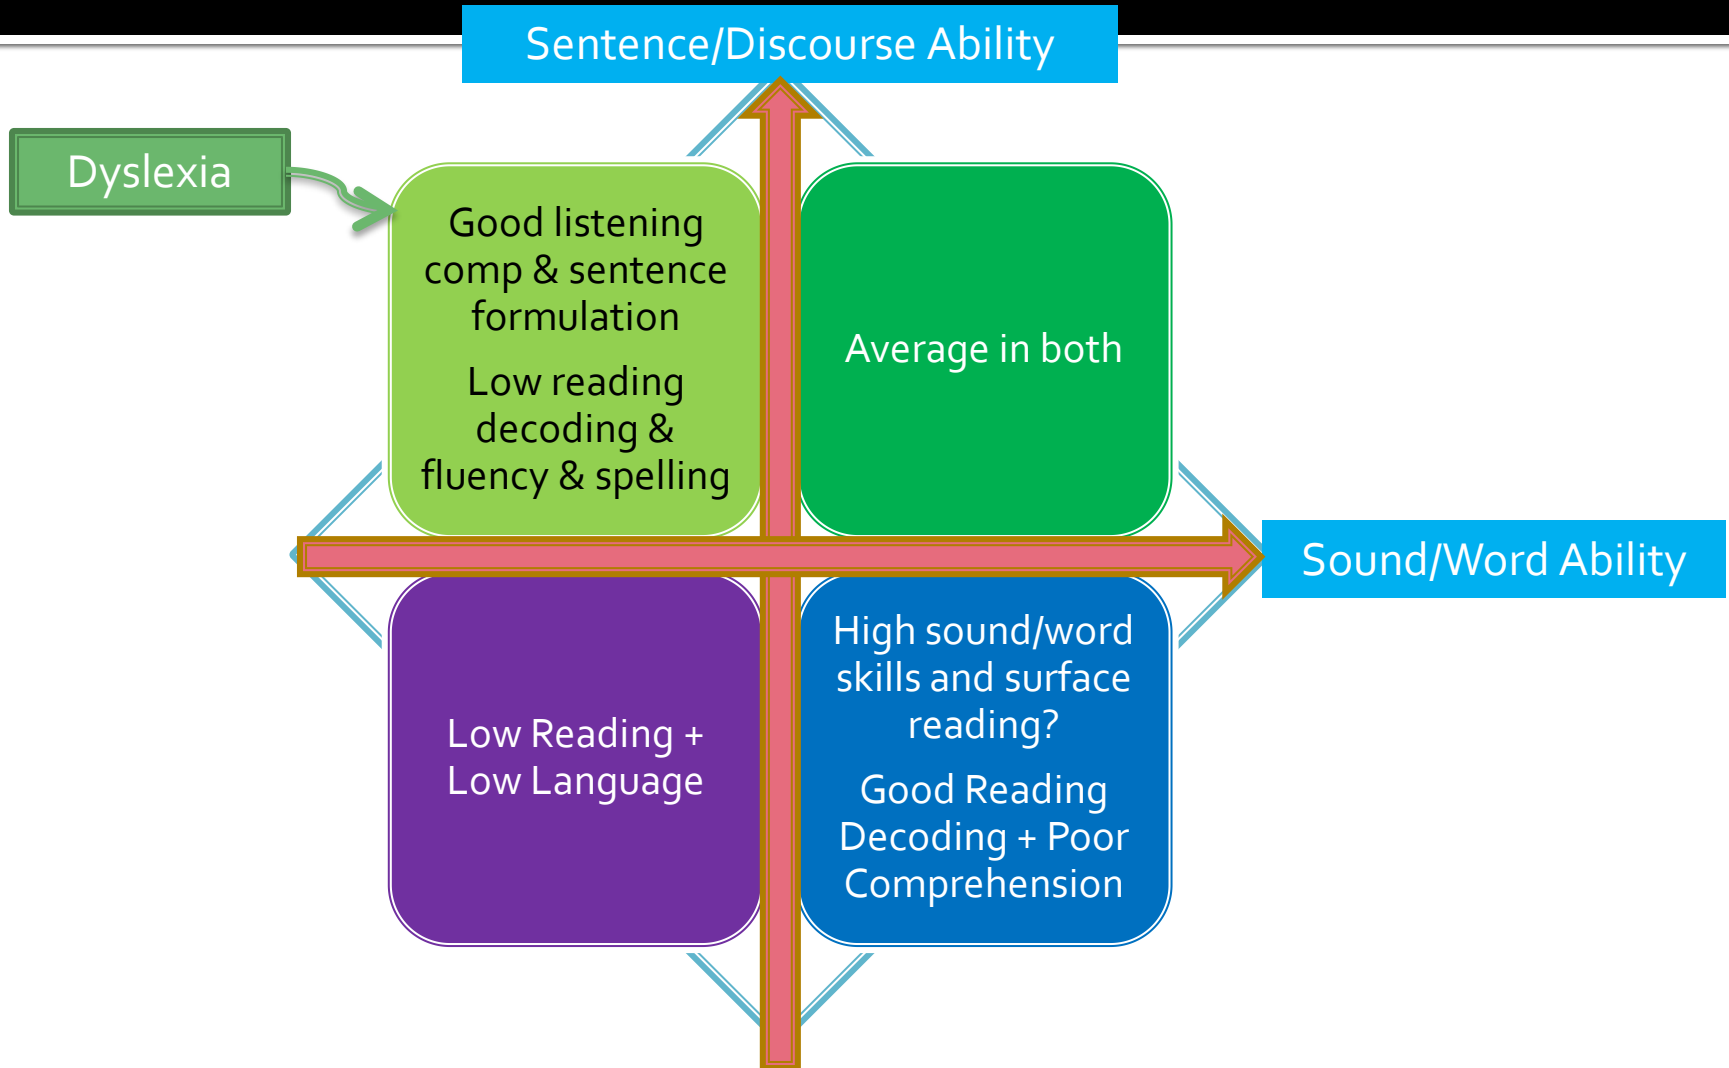 Sentence/Discourse Ability
Dyslexia
Good listening
comp & sentence
formulation
Low reading
decoding &
fluency & spelling
Average in both
Sound/Word Ability
Low Reading +
Low Language
High sound/word
skills and surface
reading?
Good Reading
Decoding + Poor
Comprehension